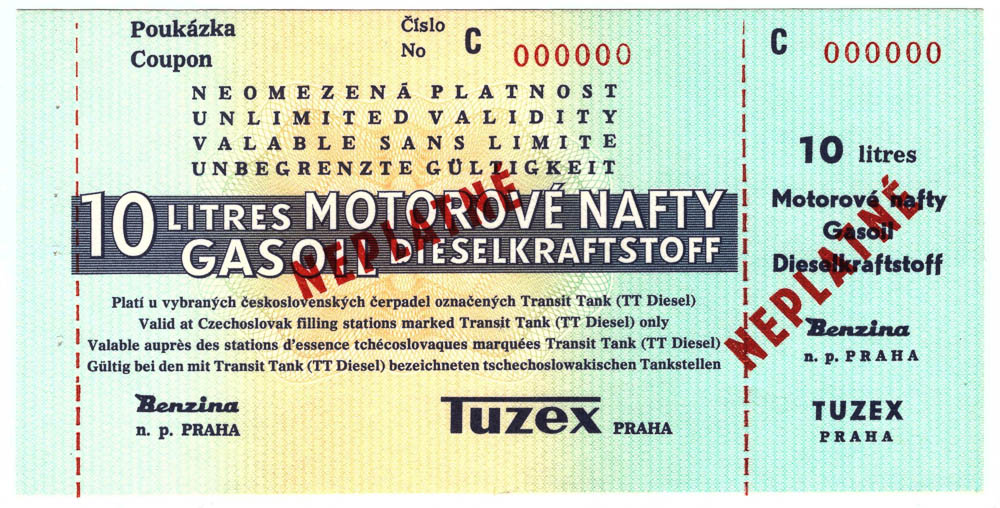 Poukázka
Coupon
Číslo
No
C 000000
NEOMEZENÁ PLATNOST
UNLIMITED VALIDITY
VALABLE SANS LIMITE
UNBEGRENZTE GÜLTIGKEIT
10 LITRES MOTOROVÉ NAFTY
GASOIL DIESELKRAFTSTOFF
NEPLATNÉ
Platí u vybraných československých čerpadel označených Transit Tank (TT Diesel)
Valid at Czechoslovak filling stations marked Transit Tank (TT Diesel) only
Valable auprès des stations d'essence tchécoslovaques marquées Transit Tank (TT Diesel)
Gültig bei den mit Transit Tank (TT Diesel) bezeichneten tschechoslowakischen Tankstellen
Benzina
n. p. PRAHA
Tuzex PRAHA
C 000000
10 litres
Motorové nafty
Gasoil
Dieselkraftstoff
NEPLATNÉ
Benzina
n. p. PRAHA
TUZEX
PRAHA